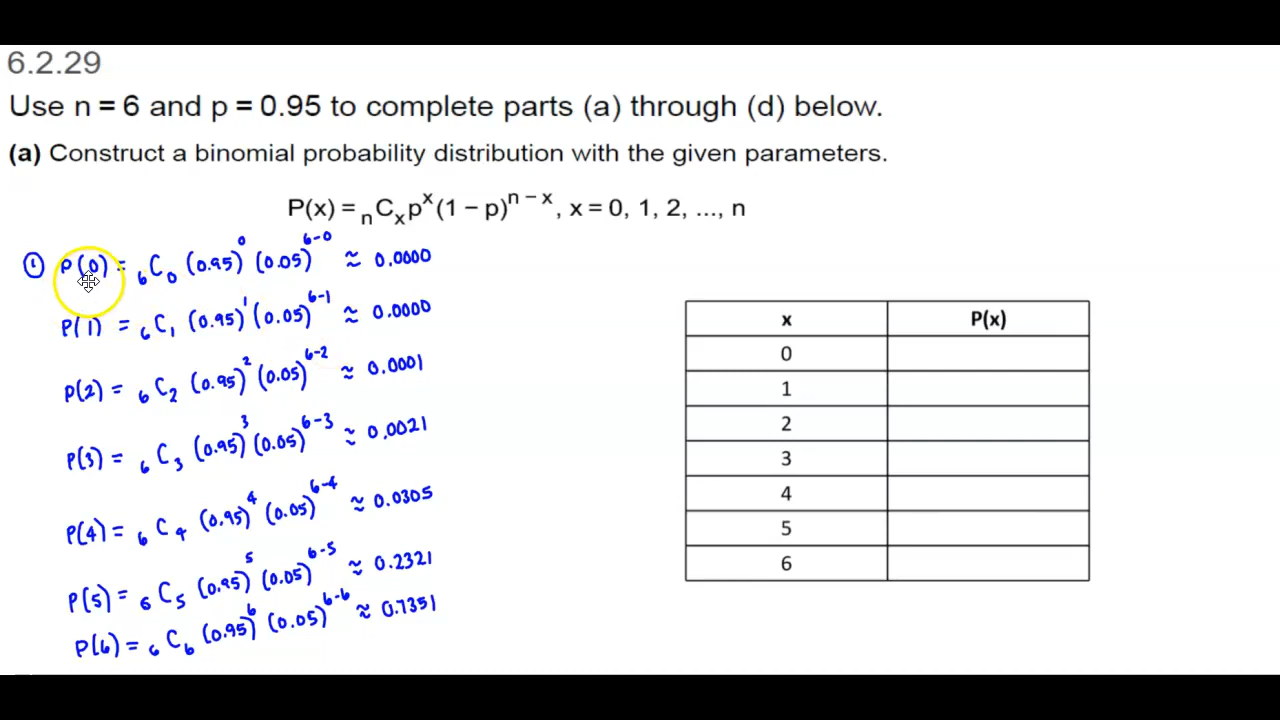 6.2.29
Use n = 6 and p = 0.95 to complete parts (a) through (d) below.
(a) Construct a binomial probability distribution with the given parameters.
P(x) = ₙCₓpˣ(1 − p)ⁿ⁻ˣ, x = 0, 1, 2, ..., n
① P(0) = ₆C₀ (0.95)⁰ (0.05)⁶⁻⁰ ≈ 0.0000
P(1) = ₆C₁ (0.95)¹ (0.05)⁶⁻¹ ≈ 0.0000
P(2) = ₆C₂ (0.95)² (0.05)⁶⁻² ≈ 0.0001
P(3) = ₆C₃ (0.95)³ (0.05)⁶⁻³ ≈ 0.0021
P(4) = ₆C₄ (0.95)⁴ (0.05)⁶⁻⁴ ≈ 0.0305
P(5) = ₆C₅ (0.95)⁵ (0.05)⁶⁻⁵ ≈ 0.2321
P(6) = ₆C₆ (0.95)⁶ (0.05)⁶⁻⁶ ≈ 0.7351
x P(x)
0
1
2
3
4
5
6